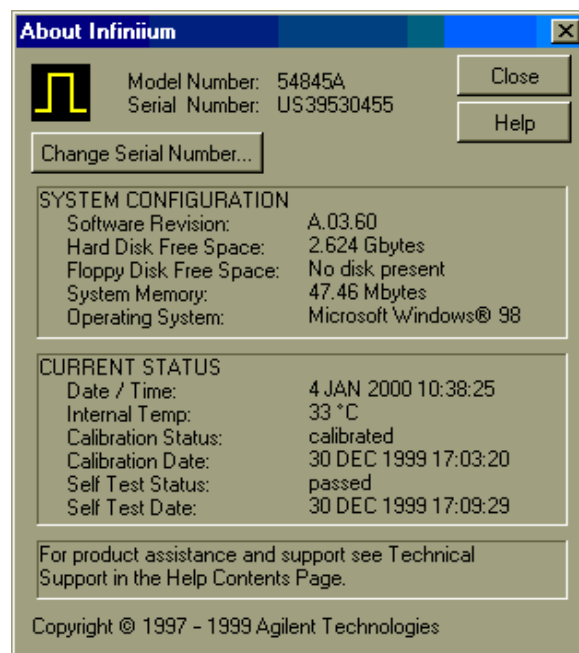 About Infiniium
Model Number: 54845A
Serial Number: US39530455
Close
Help
Change Serial Number...
SYSTEM CONFIGURATION
Software Revision: A.03.60
Hard Disk Free Space: 2.624 Gbytes
Floppy Disk Free Space: No disk present
System Memory: 47.46 Mbytes
Operating System: Microsoft Windows® 98
CURRENT STATUS
Date / Time: 4 JAN 2000 10:38:25
Internal Temp: 33 °C
Calibration Status: calibrated
Calibration Date: 30 DEC 1999 17:03:20
Self Test Status: passed
Self Test Date: 30 DEC 1999 17:09:29
For product assistance and support see Technical
Support in the Help Contents Page.
Copyright © 1997 - 1999 Agilent Technologies